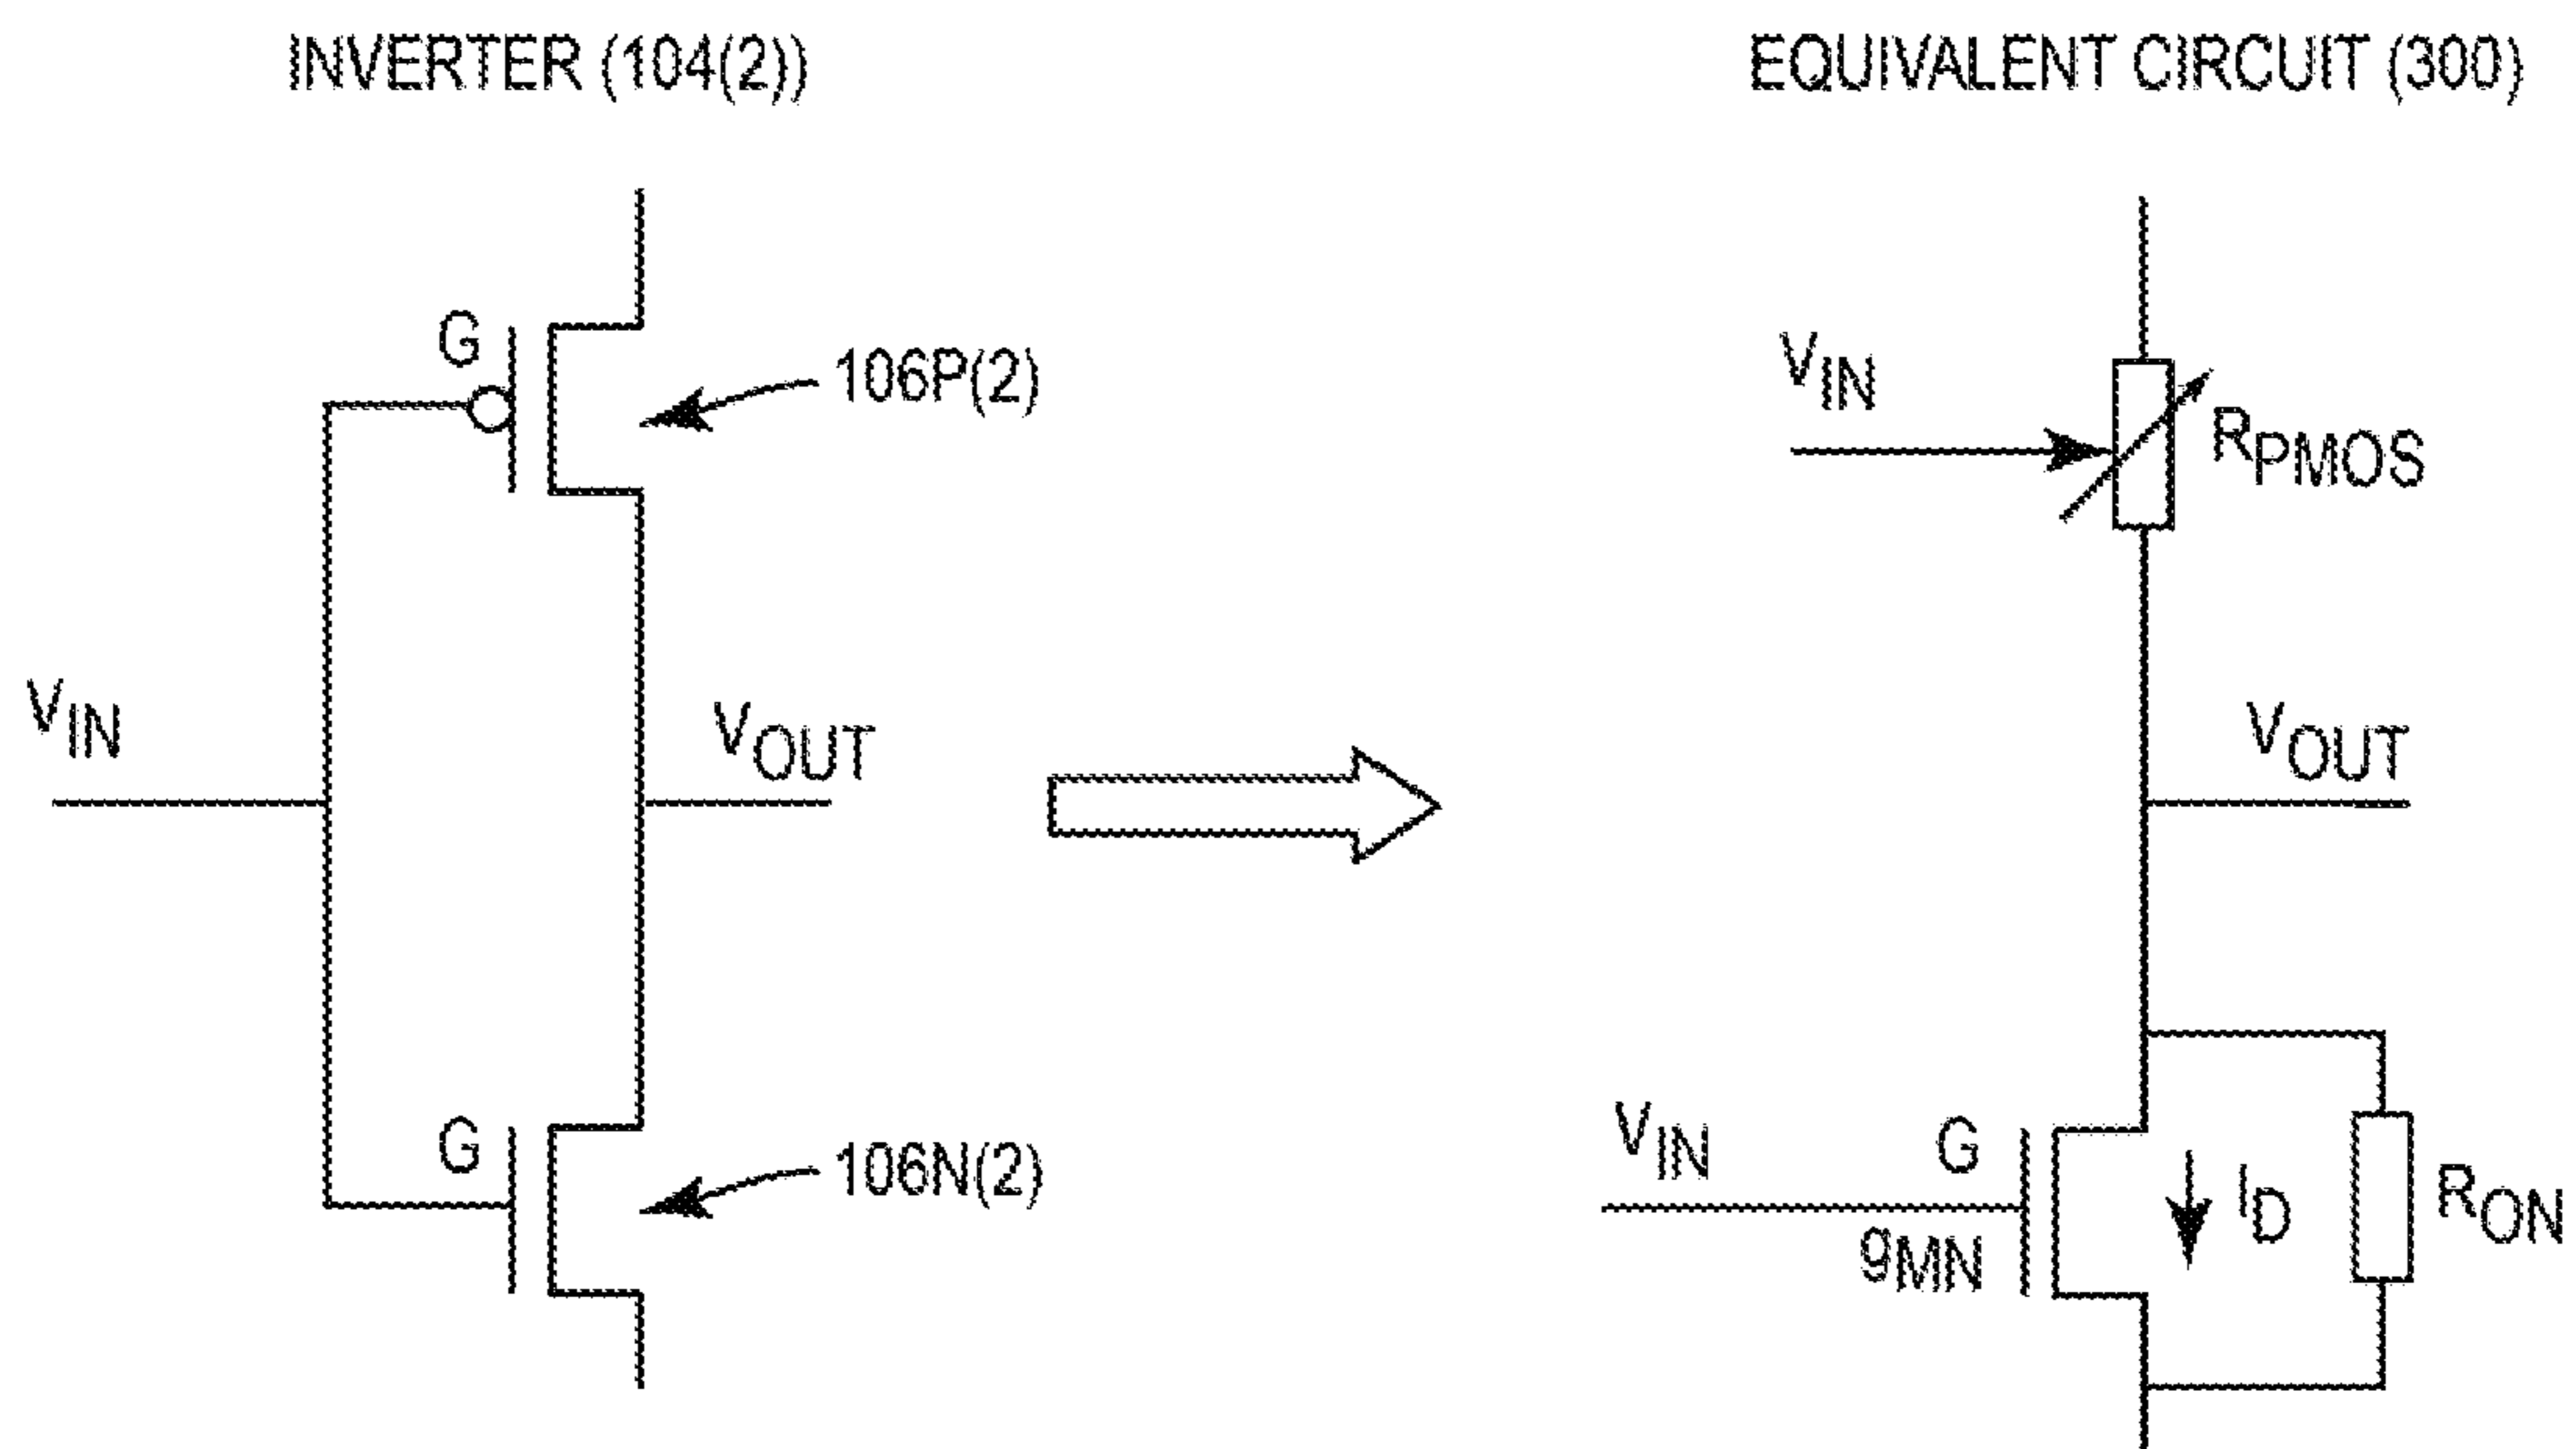 INVERTER (104(2))
EQUIVALENT CIRCUIT (300)
G
106P(2)
VIN
VOUT
G
106N(2)
VIN
RPMOS
VOUT
VIN
G
gMN
ID
RON